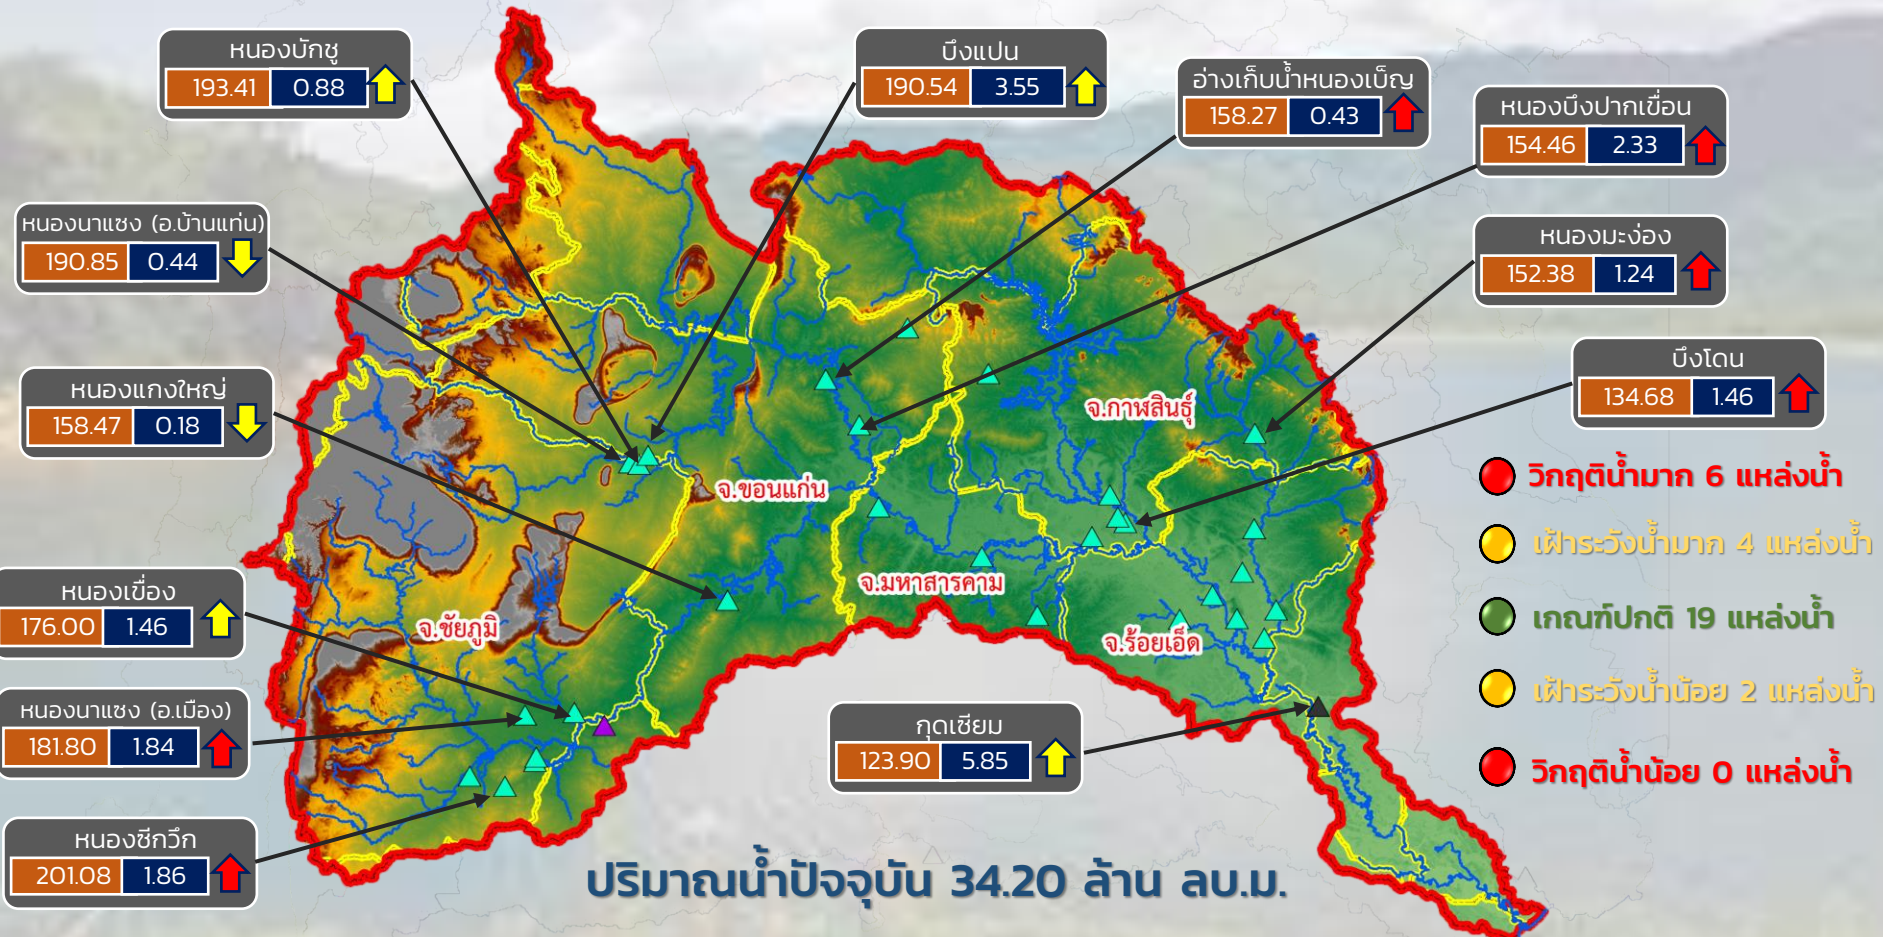 หนองบักชู
193.41 0.88
บึงแปน
190.54 3.55
อ่างเก็บน้ำหนองเบ็ญ
158.27 0.43
หนองบึงปากเขื่อน
154.46 2.33
หนองนาแซง (อ.บ้านแท่น)
190.85 0.44
หนองมะง่อง
152.38 1.24
หนองแกงใหญ่
158.47 0.18
บึงโดน
134.68 1.46
จ.กาฬสินธุ์
จ.ขอนแก่น
วิกฤติน้ำมาก 6 แหล่งน้ำ
เฝ้าระวังน้ำมาก 4 แหล่งน้ำ
หนองเขื่อง
176.00 1.46
จ.มหาสารคาม
จ.ชัยภูมิ
จ.ร้อยเอ็ด
เกณฑ์ปกติ 19 แหล่งน้ำ
เฝ้าระวังน้ำน้อย 2 แหล่งน้ำ
หนองนาแซง (อ.เมือง)
181.80 1.84
กุดเซียม
123.90 5.85
วิกฤติน้ำน้อย 0 แหล่งน้ำ
หนองซีกวึก
201.08 1.86
ปริมาณน้ำปัจจุบัน 34.20 ล้าน ลบ.ม.